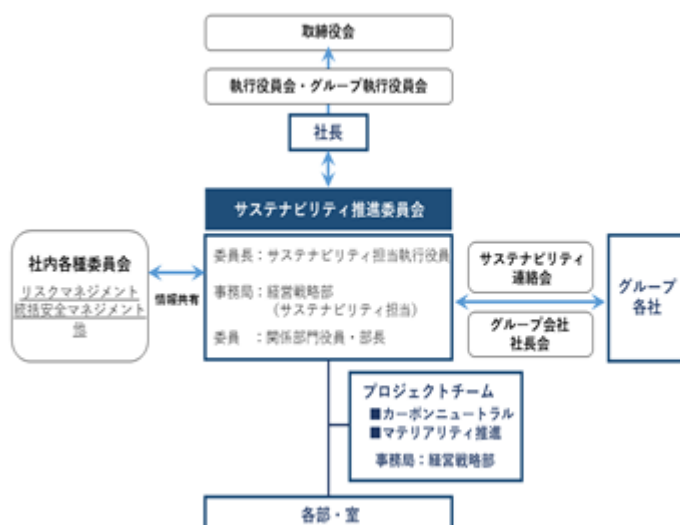 取締役会
執行役員会・グループ執行役員会
社長
サステナビリティ推進委員会
委員長：サステナビリティ担当執行役員
事務局：経営戦略部
（サステナビリティ担当）
委員　：関係部門役員・部長
社内各種委員会
リスクマネジメント
統括安全マネジメント
他
情報共有
サステナビリティ
連絡会
グループ会社
社長会
グループ
各社
プロジェクトチーム
■カーボンニュートラル
■マテリアリティ推進
事務局：経営戦略部
各部・室